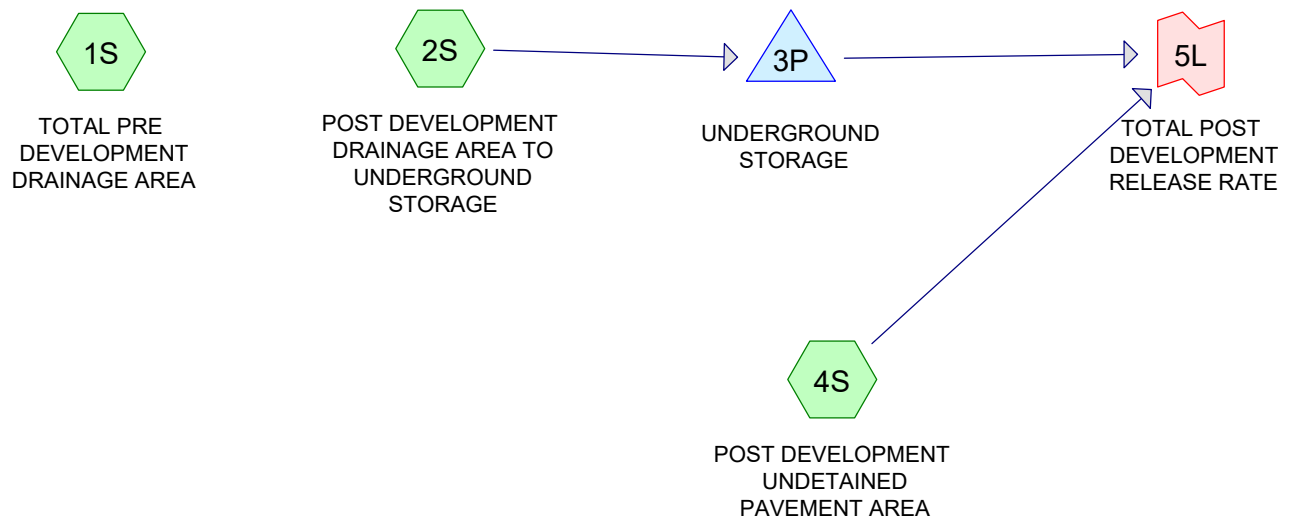 1S
TOTAL PRE
DEVELOPMENT
DRAINAGE AREA
2S
POST DEVELOPMENT
DRAINAGE AREA TO
UNDERGROUND
STORAGE
3P
UNDERGROUND
STORAGE
5L
TOTAL POST
DEVELOPMENT
RELEASE RATE
4S
POST DEVELOPMENT
UNDETAINED
PAVEMENT AREA